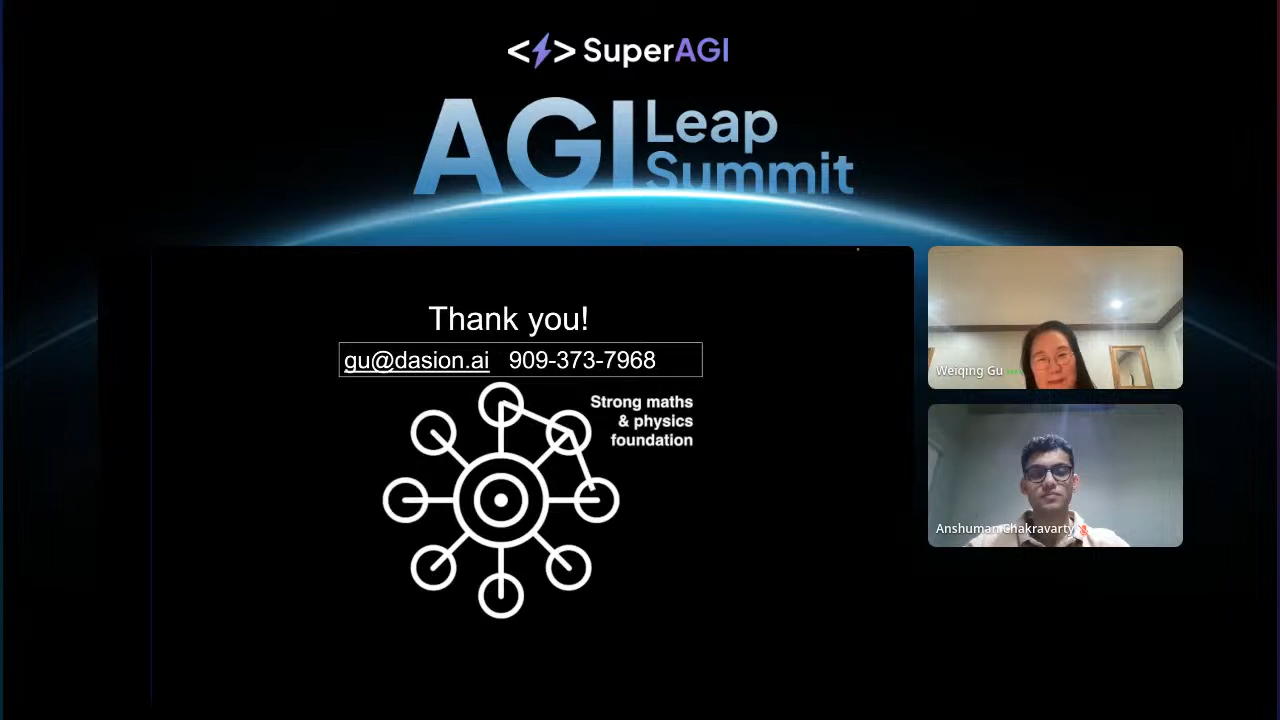 <> SuperAGI
AGI Leap Summit
Thank you!
gu@dasion.ai 909-373-7968
Strong maths
& physics
foundation
Weiqing Gu
Anshuman Chakravarty